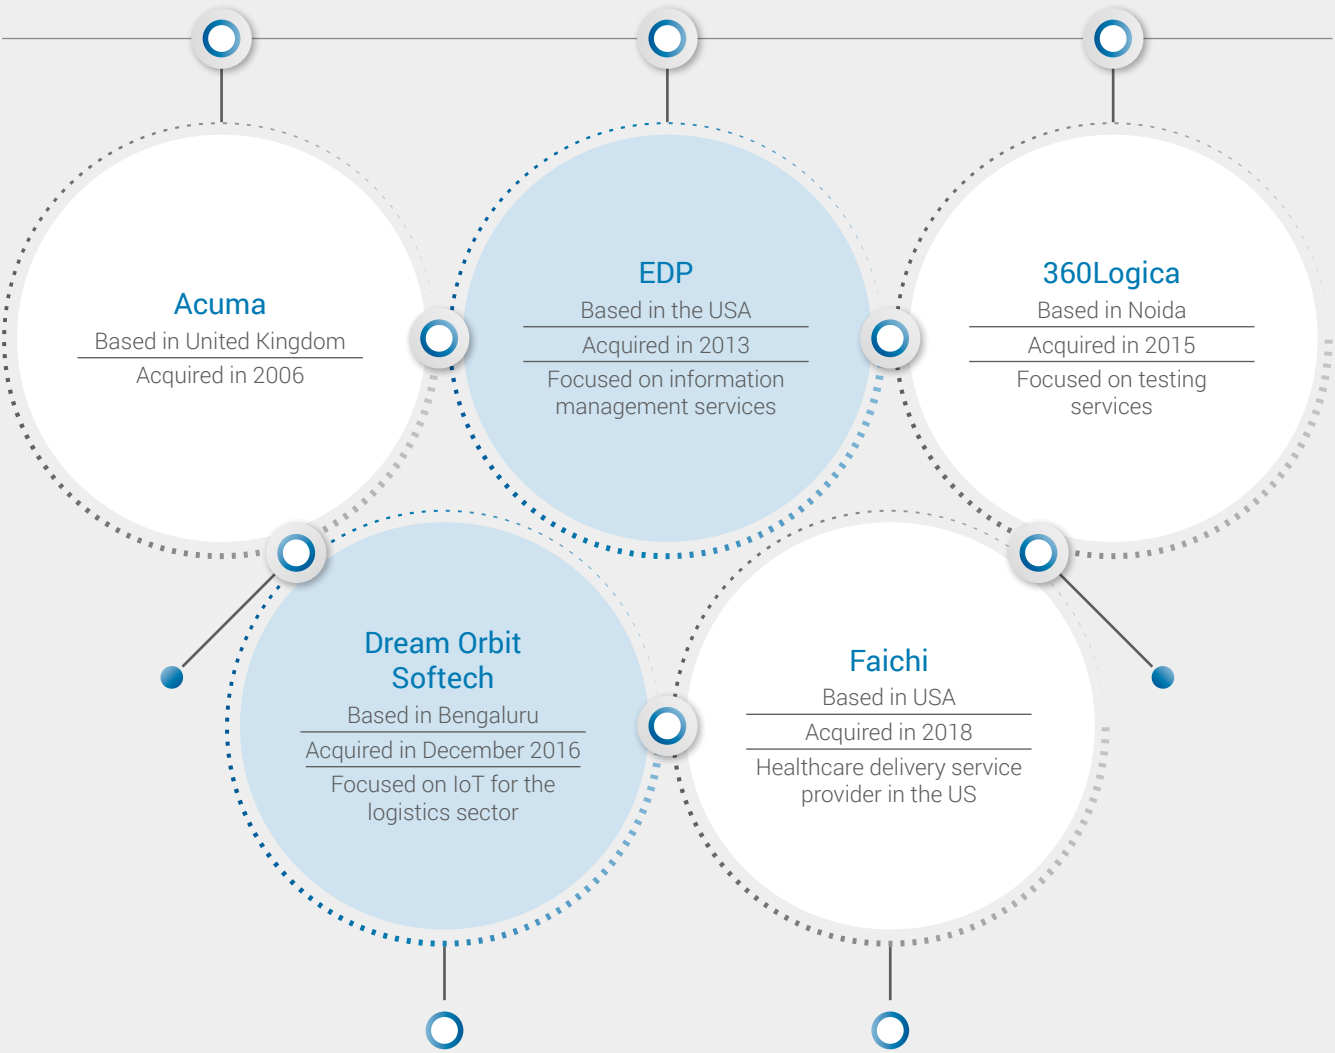 Acuma
Based in United Kingdom
Acquired in 2006
EDP
Based in the USA
Acquired in 2013
Focused on information
management services
360Logica
Based in Noida
Acquired in 2015
Focused on testing
services
Dream Orbit
Softech
Based in Bengaluru
Acquired in December 2016
Focused on IoT for the
logistics sector
Faichi
Based in USA
Acquired in 2018
Healthcare delivery service
provider in the US